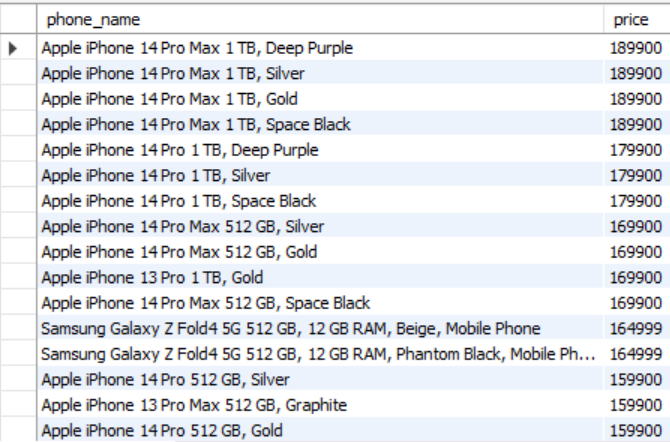 phone_name price
Apple iPhone 14 Pro Max 1 TB, Deep Purple 189900
Apple iPhone 14 Pro Max 1 TB, Silver 189900
Apple iPhone 14 Pro Max 1 TB, Gold 189900
Apple iPhone 14 Pro Max 1 TB, Space Black 189900
Apple iPhone 14 Pro 1 TB, Deep Purple 179900
Apple iPhone 14 Pro 1 TB, Silver 179900
Apple iPhone 14 Pro 1 TB, Space Black 179900
Apple iPhone 14 Pro Max 512 GB, Silver 169900
Apple iPhone 14 Pro Max 512 GB, Gold 169900
Apple iPhone 13 Pro 1 TB, Gold 169900
Apple iPhone 14 Pro Max 512 GB, Space Black 169900
Samsung Galaxy Z Fold4 5G 512 GB, 12 GB RAM, Beige, Mobile Phone 164999
Samsung Galaxy Z Fold4 5G 512 GB, 12 GB RAM, Phantom Black, Mobile Ph... 164999
Apple iPhone 14 Pro 512 GB, Silver 159900
Apple iPhone 13 Pro Max 512 GB, Graphite 159900
Apple iPhone 14 Pro 512 GB, Gold 159900